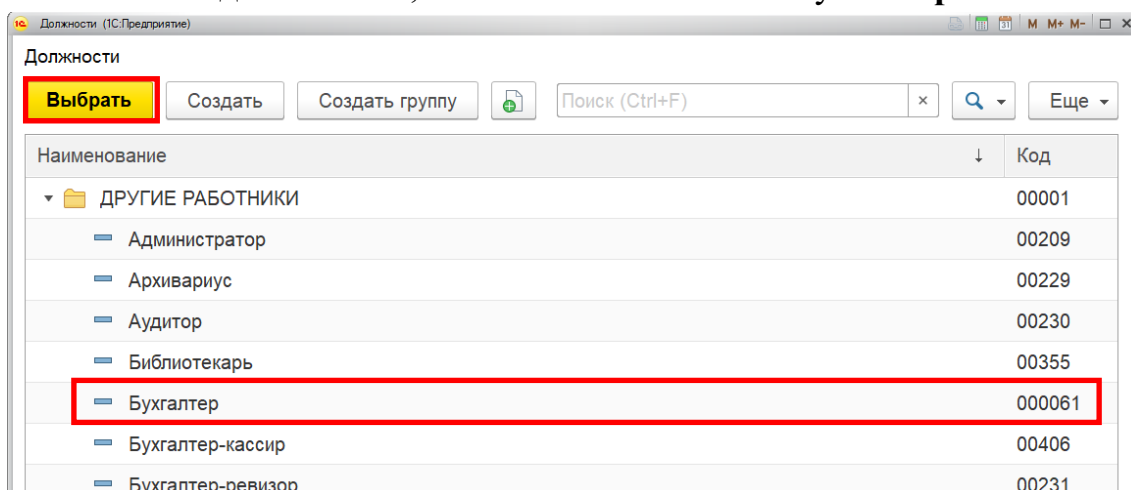 Должности (1С:Предприятие) 31 M M+ M-
Должности
Выбрать Создать Создать группу Поиск (Ctrl+F) Еще
Наименование Код
ДРУГИЕ РАБОТНИКИ 00001
Администратор 00209
Архивариус 00229
Аудитор 00230
Библиотекарь 00355
Бухгалтер 000061
Бухгалтер-кассир 00406
Бухгалтер-ревизор 00231